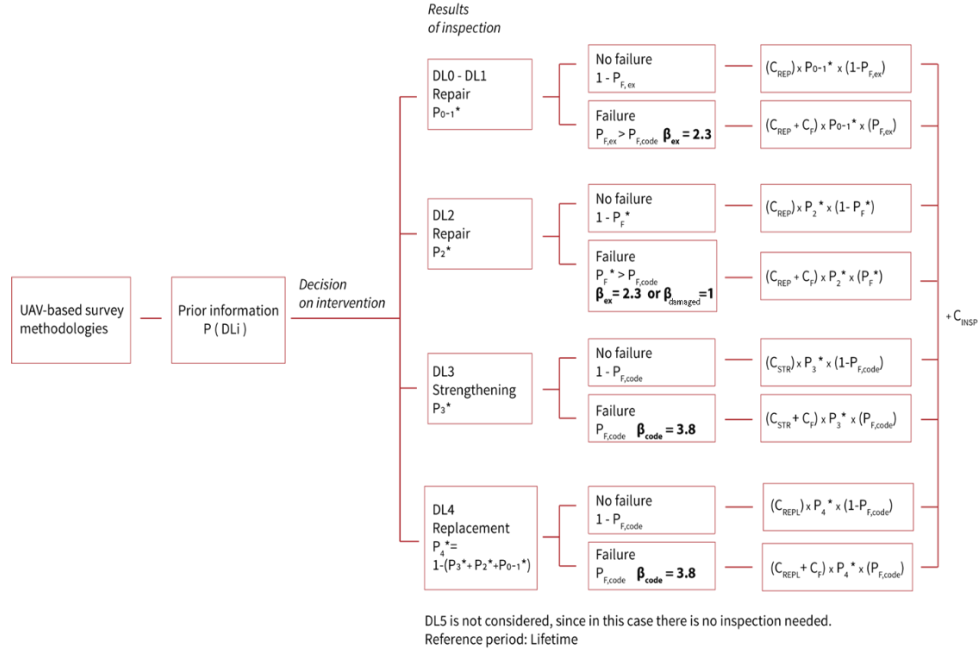 Results
of inspection
DL0 - DL1
Repair
P0-1*
No failure
1 - PF, ex
(CREP) x P0-1* x (1-PF,ex)
Failure
PF,ex > PF,code βex = 2.3
(CREP + CF) x P0-1* x (PF,ex)
DL2
Repair
P2*
No failure
1 - PF*
(CREP) x P2* x (1- PF*)
Failure
PF* > PF,code
βex = 2.3 or βdamaged =1
(CREP + CF) x P2* x (PF*)
UAV-based survey
methodologies
Prior information
P ( DLi )
Decision
on intervention
+ CINSP
DL3
Strengthening
P3*
No failure
1 - PF,code
(CSTR) x P3* x (1-PF,code)
Failure
PF,code βcode = 3.8
(CSTR + CF) x P3* x (PF,code)
DL4
Replacement
P4*=
1-(P3*+ P2*+P0-1*)
No failure
1 - PF,code
(CREPL) x P4* x (1-PF,code)
Failure
PF,code βcode = 3.8
(CREPL + CF) x P4* x (PF,code)
DL5 is not considered, since in this case there is no inspection needed.
Reference period: Lifetime